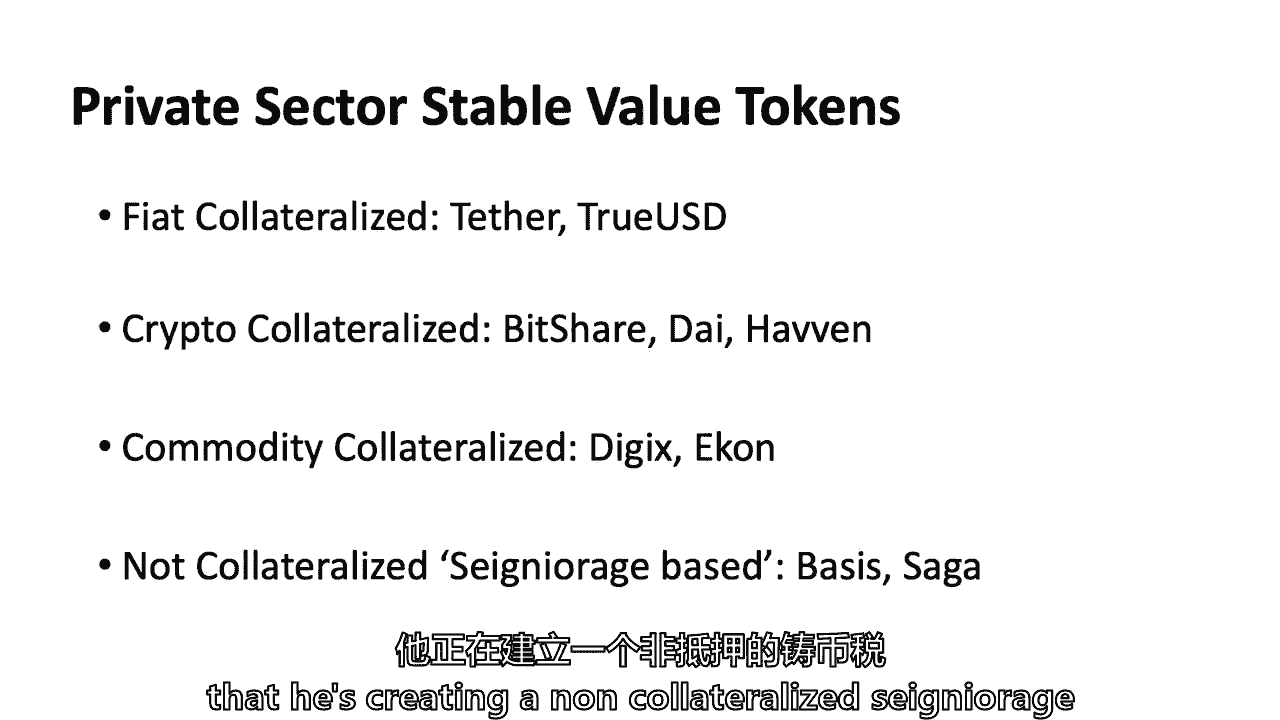 Private Sector Stable Value Tokens
• Fiat Collateralized: Tether, TrueUSD
• Crypto Collateralized: BitShare, Dai, Havven
• Commodity Collateralized: Digix, Ekon
• Not Collateralized ‘Seigniorage based’: Basis, Saga
他正在建立一个非抵押的铸币税
that he's creating a non collateralized seigniorage